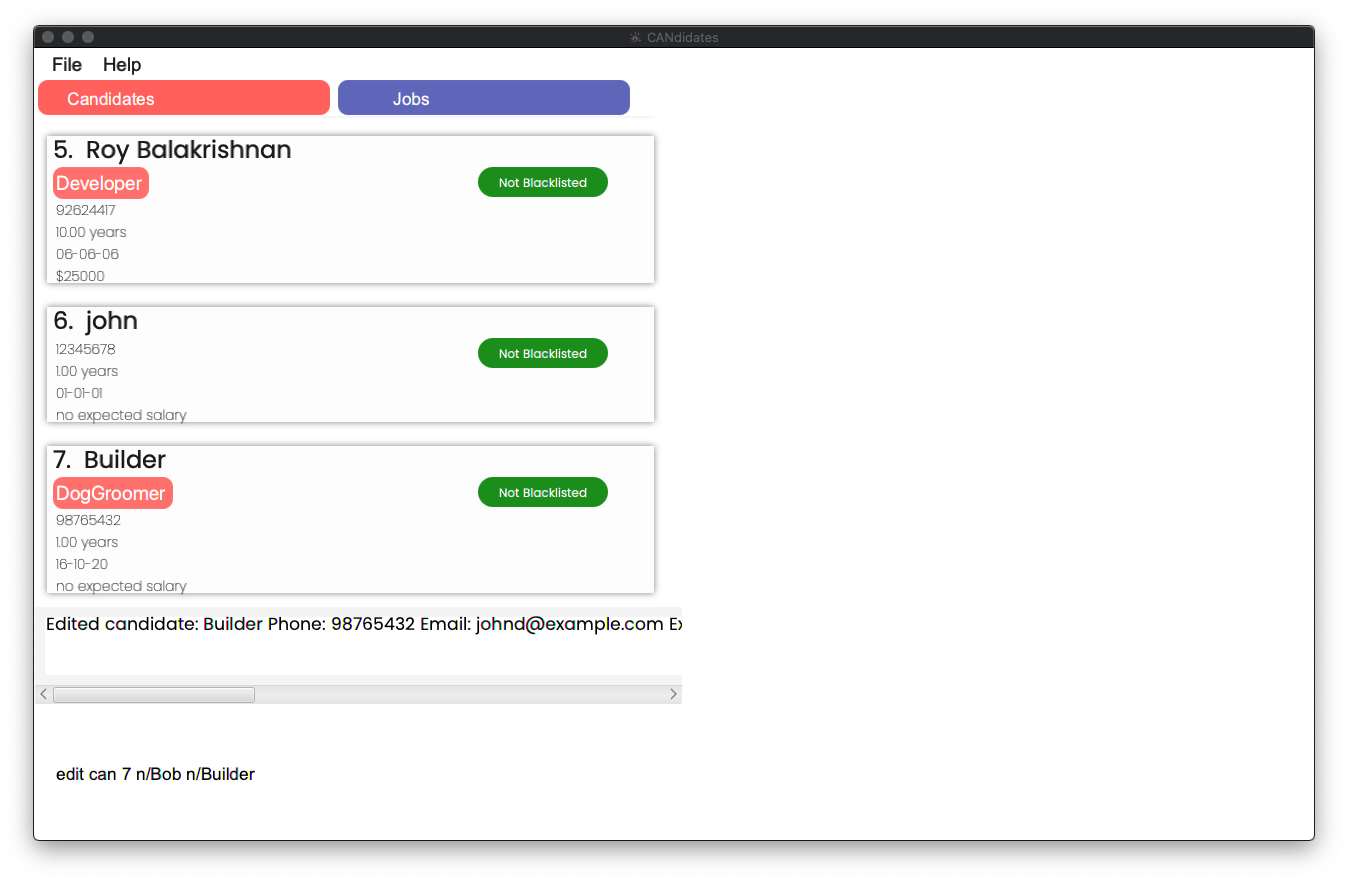 CANdidates
File Help
Candidates Jobs
5. Roy Balakrishnan
Developer
Not Blacklisted
92624417
10.00 years
06-06-06
$25000
6. john
Not Blacklisted
12345678
1.00 years
01-01-01
no expected salary
7. Builder
DogGroomer
Not Blacklisted
98765432
1.00 years
16-10-20
no expected salary
Edited candidate: Builder Phone: 98765432 Email: johnd@example.com Ex
edit can 7 n/Bob n/Builder